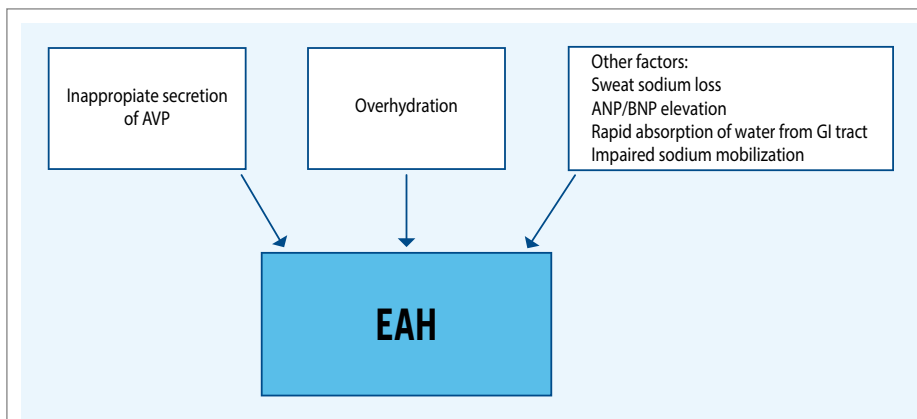 Inappropiate secretion
of AVP
Overhydration
Other factors:
Sweat sodium loss
ANP/BNP elevation
Rapid absorption of water from GI tract
Impaired sodium mobilization
EAH